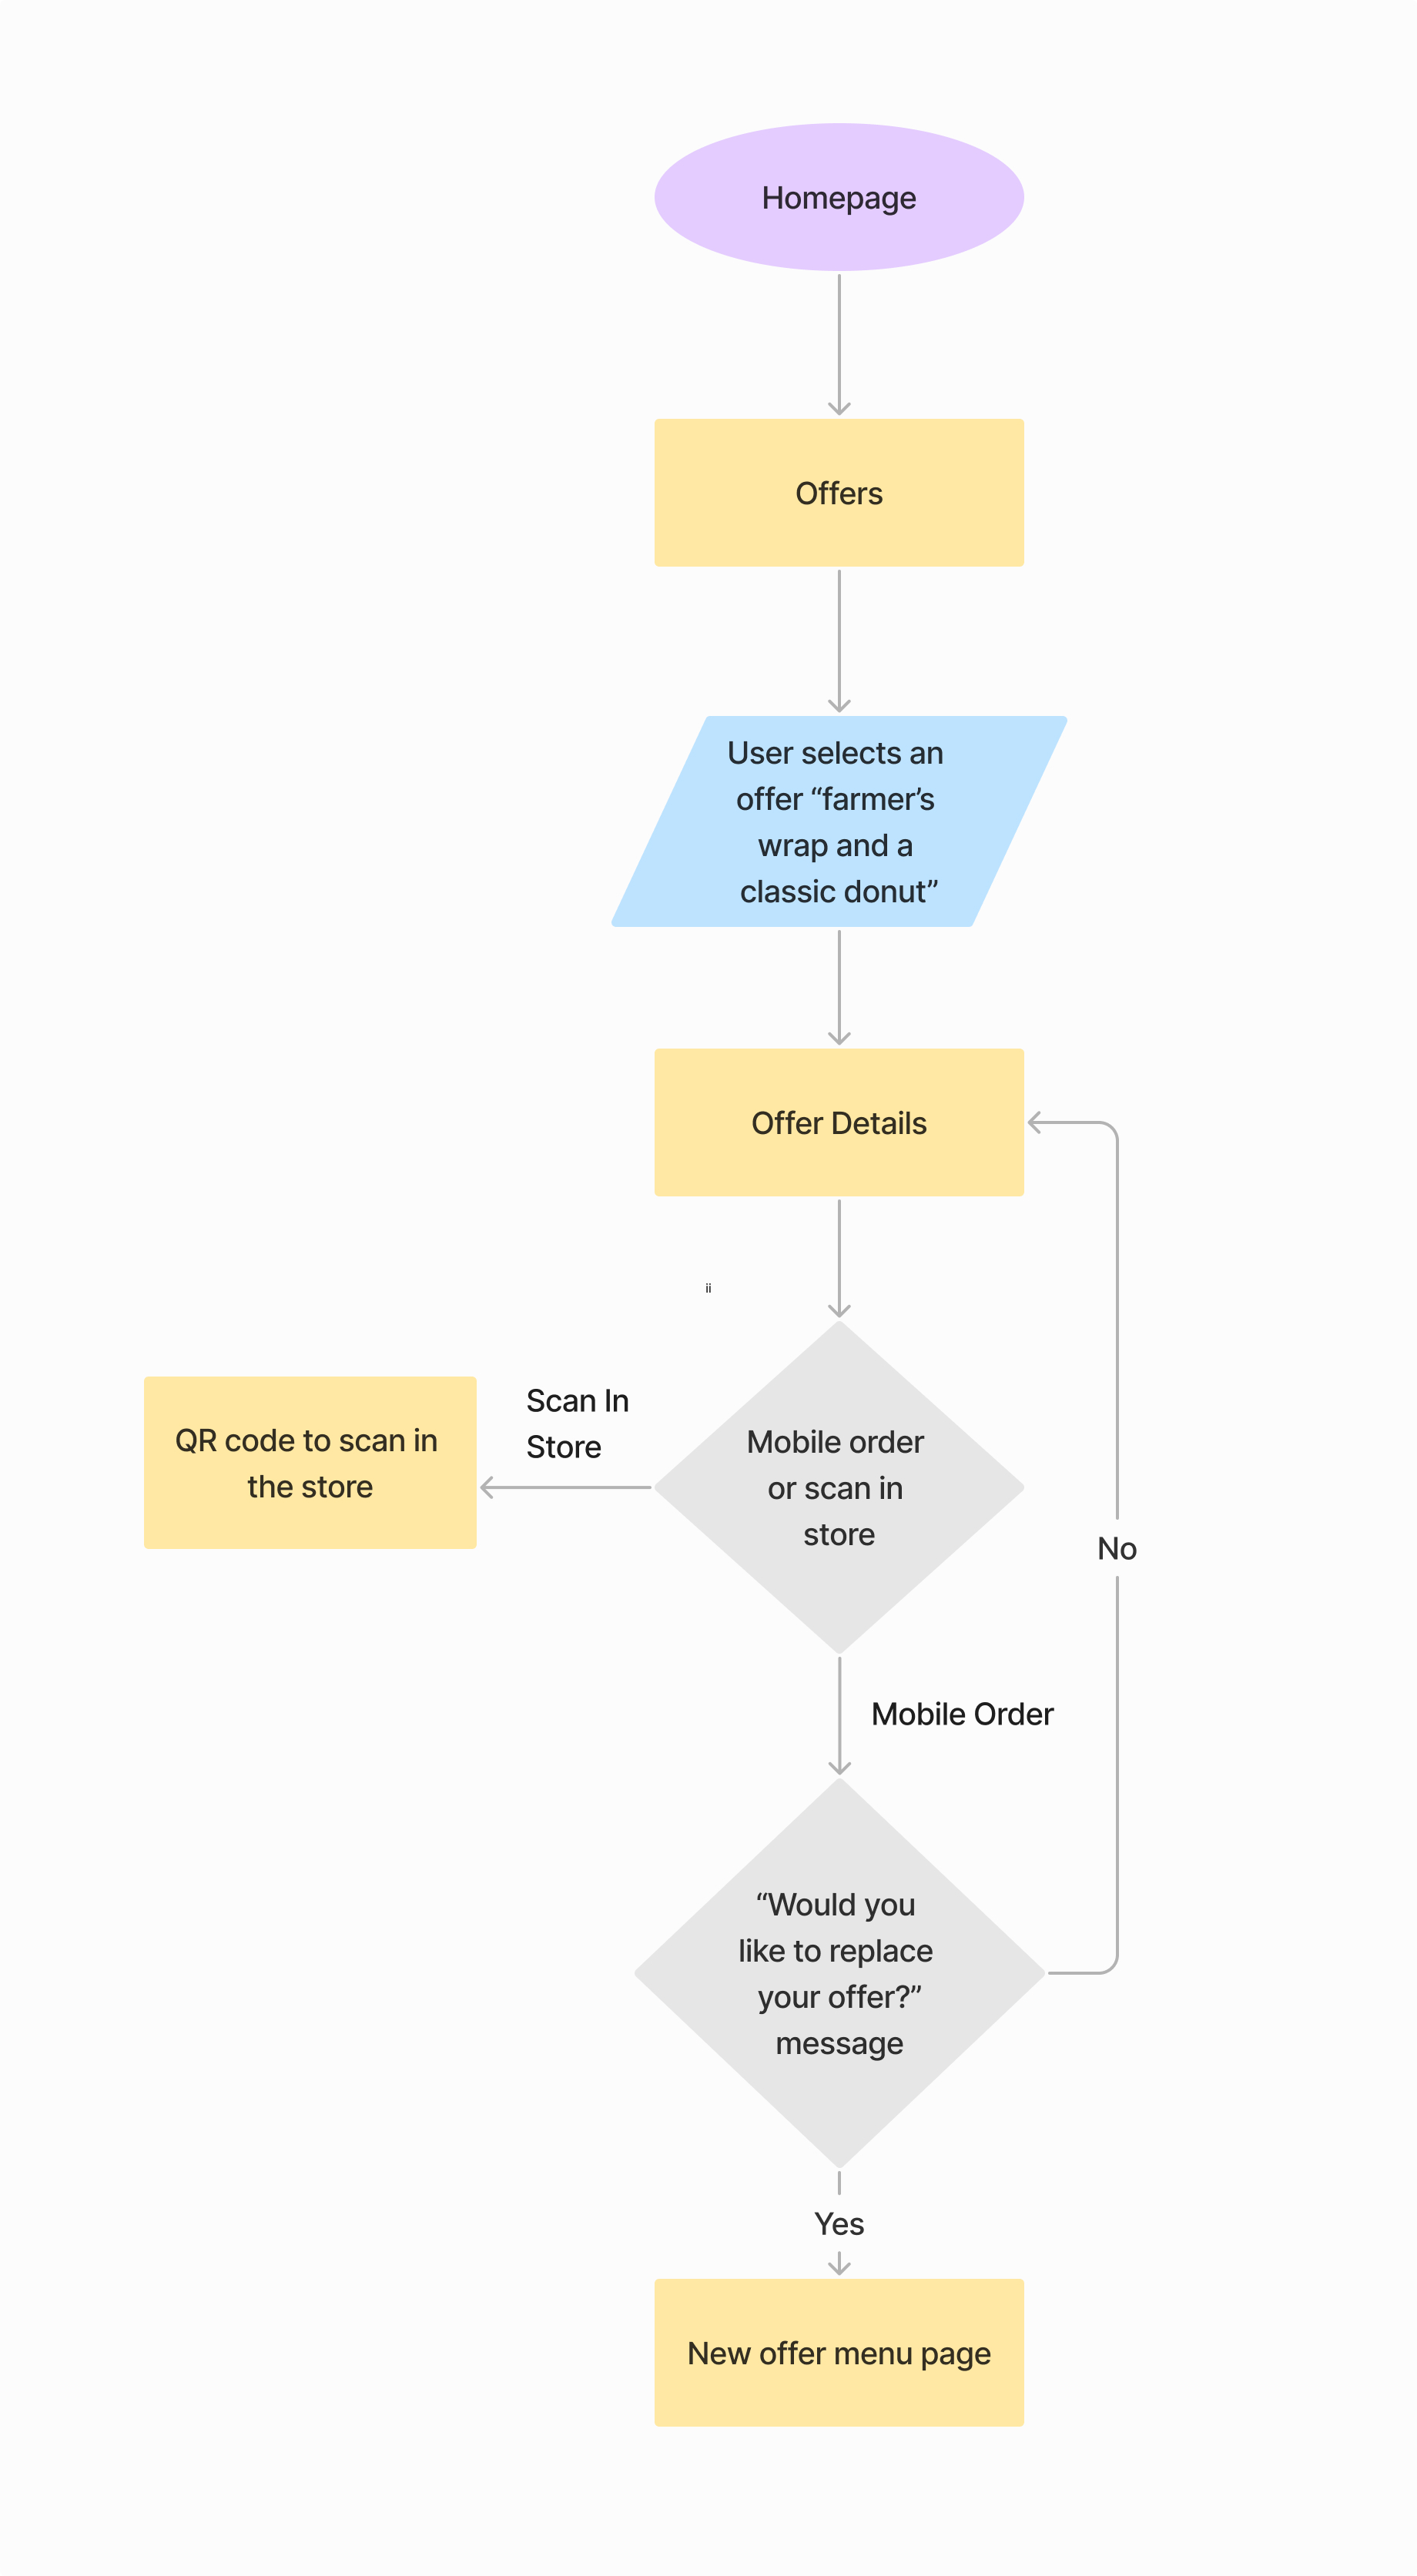 Homepage
Offers
User selects an
offer “farmer’s
wrap and a
classic donut”
Offer Details
ii
Scan In
Store
QR code to scan in
the store
Mobile order
or scan in
store
No
Mobile Order
“Would you
like to replace
your offer?”
message
Yes
New offer menu page